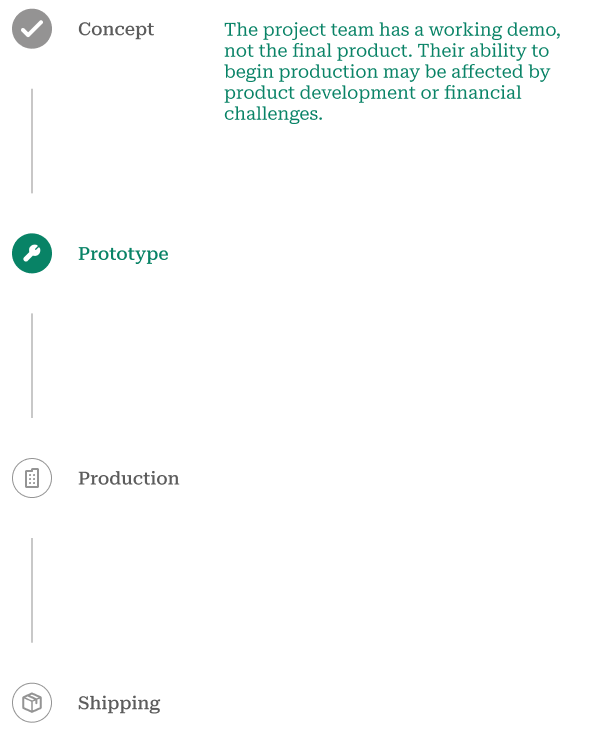 Concept
The project team has a working demo,
not the final product. Their ability to
begin production may be affected by
product development or financial
challenges.
Prototype
Production
Shipping